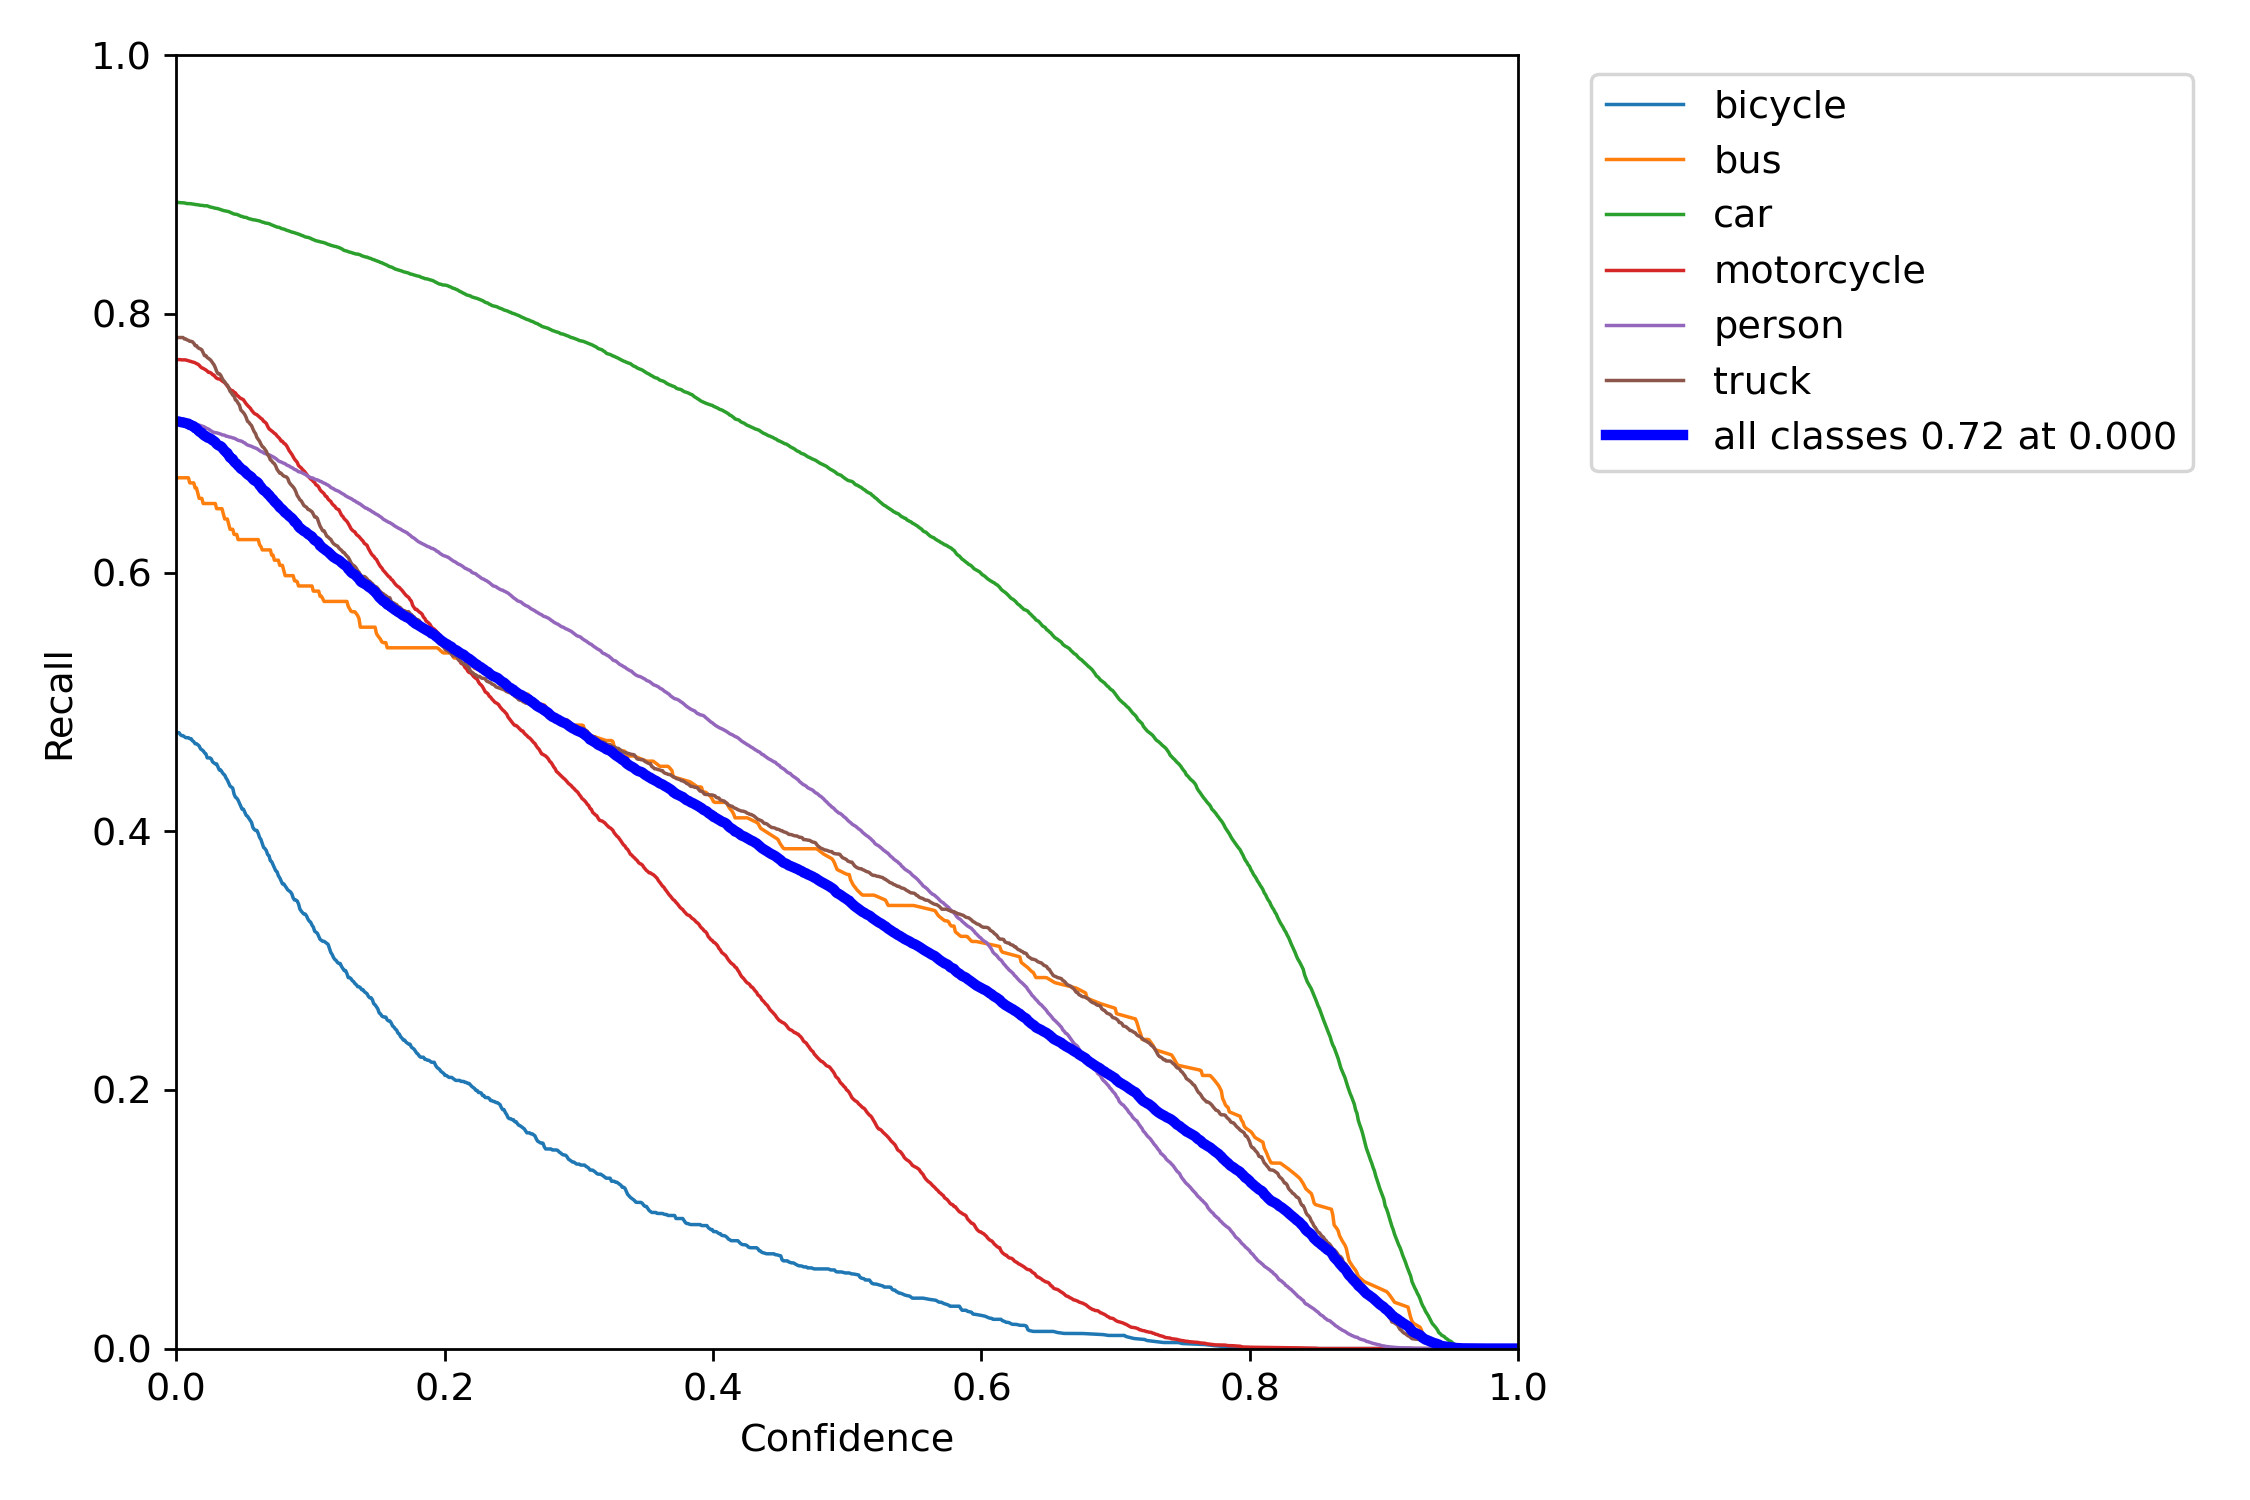 1.0
0.8
0.6
0.4
0.2
0.0
Recall
0.0 0.2 0.4 0.6 0.8 1.0
Confidence
bicycle
bus
car
motorcycle
person
truck
all classes 0.72 at 0.000